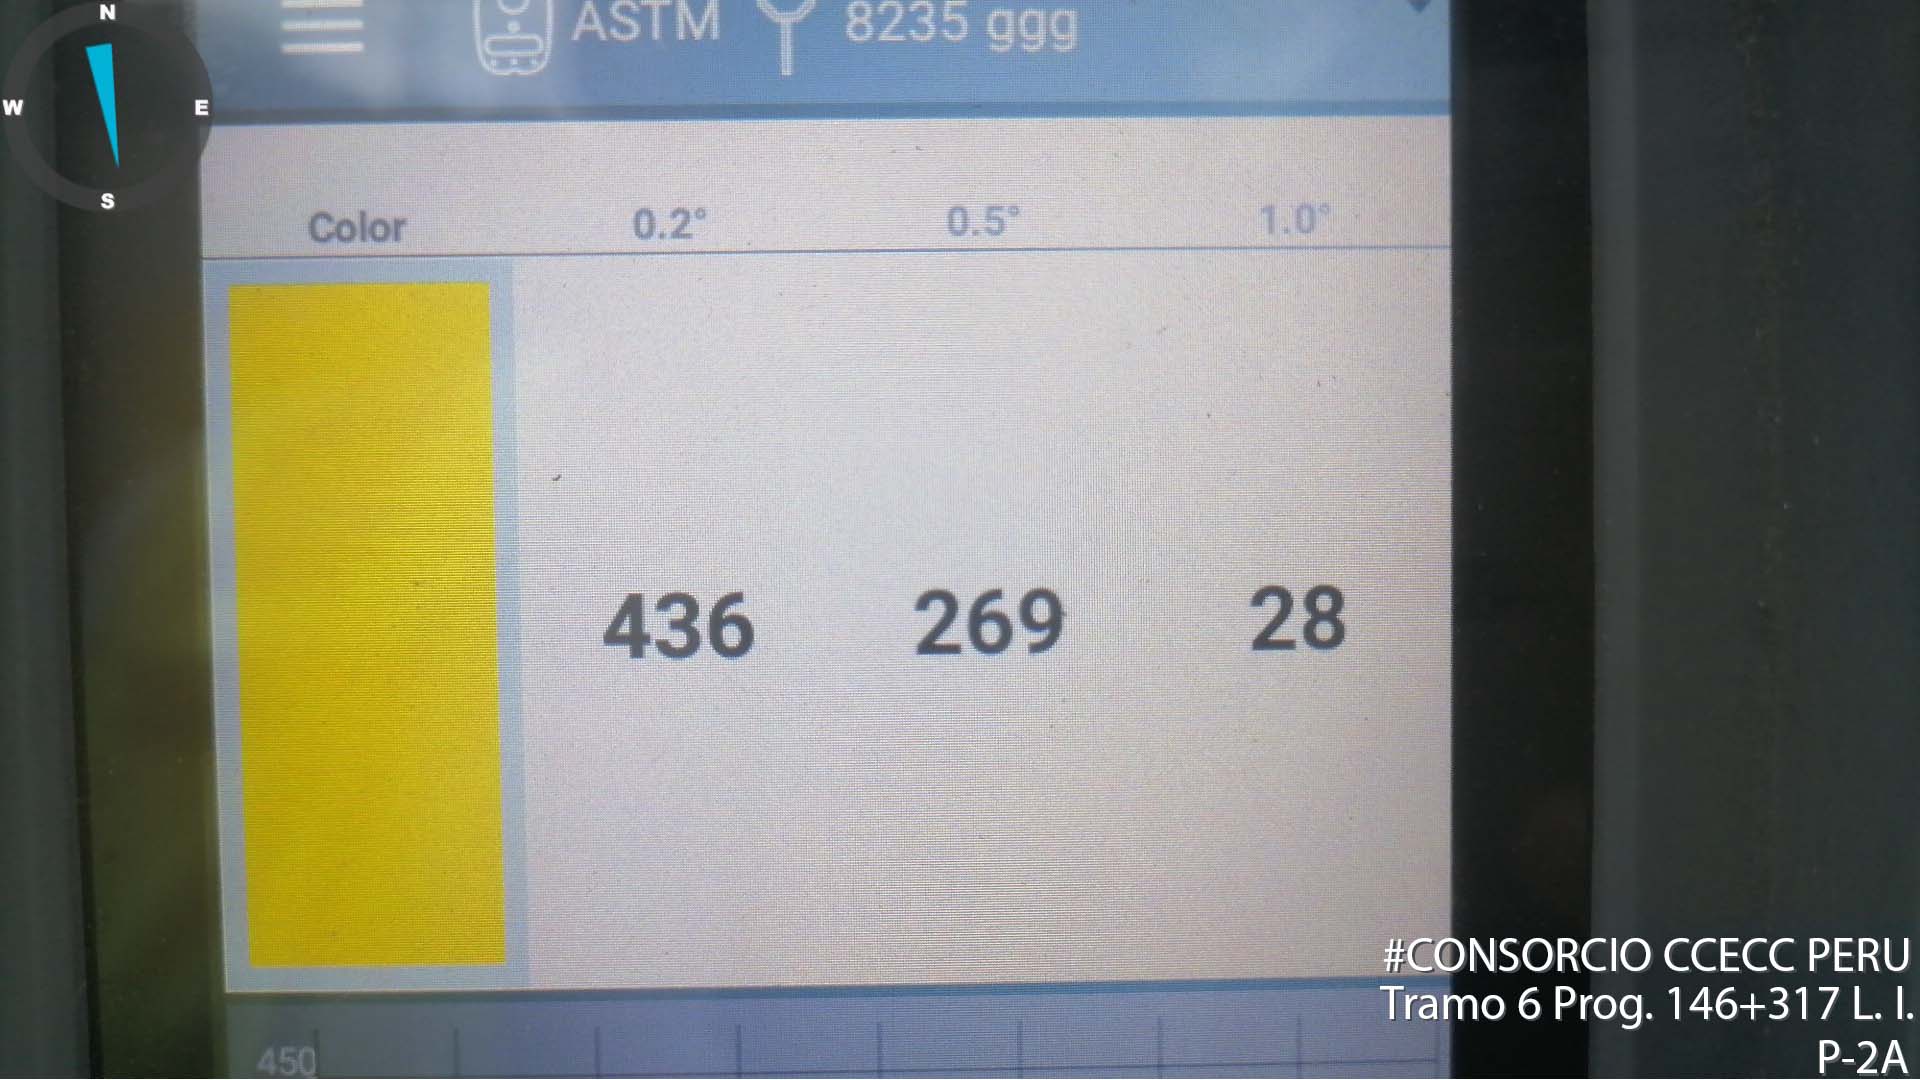 N
W E
S
ASTM 8235 ggg
Color 0.2° 0.5° 1.0°
436 269 28
450
#CONSORCIO CCECC PERU
Tramo 6 Prog. 146+317 L. I.
P-2A